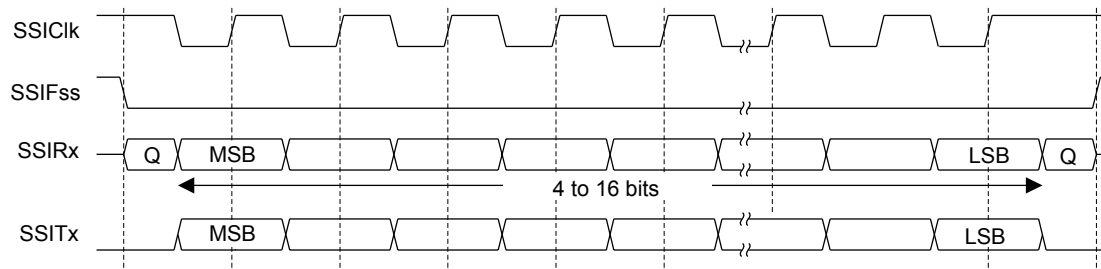 SSIClk
SSIFss
SSIRx Q MSB LSB Q
4 to 16 bits
SSITx MSB LSB